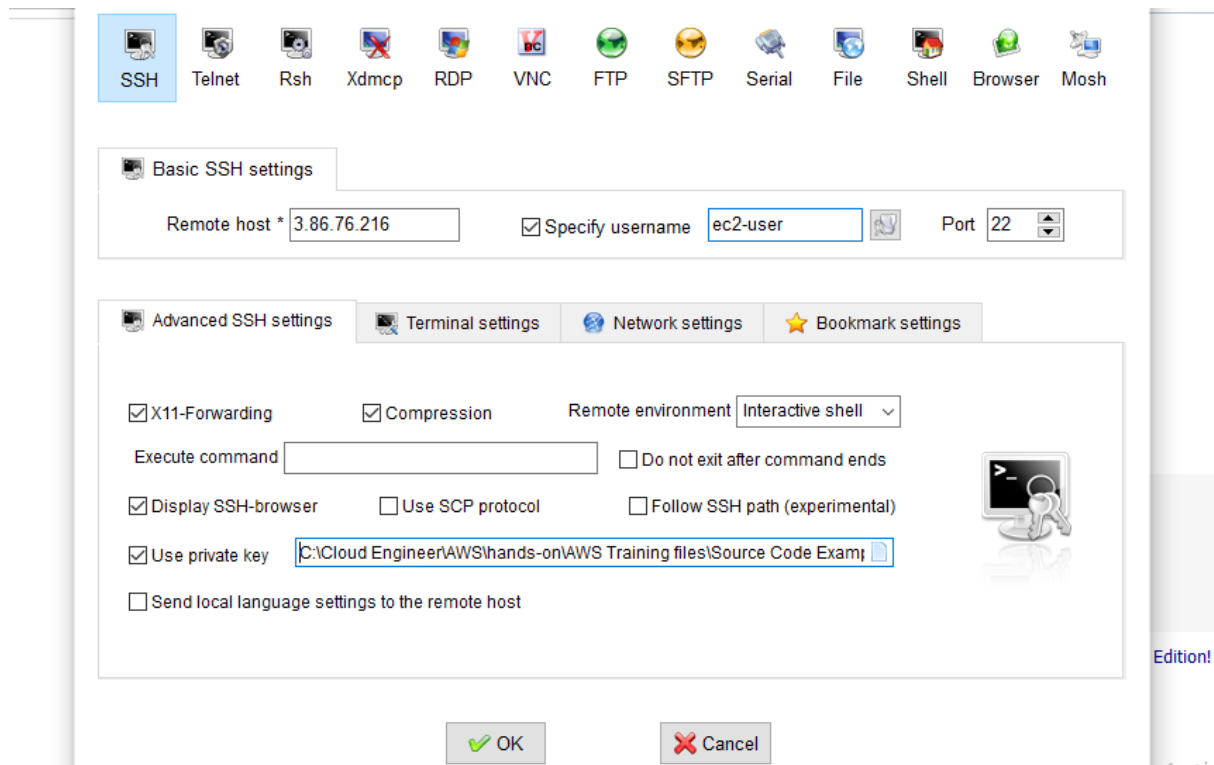 SSH Telnet Rsh Xdmcp RDP VNC FTP SFTP Serial File Shell Browser Mosh
Basic SSH settings
Remote host * 3.86.76.216 Specify username ec2-user Port 22
Advanced SSH settings Terminal settings Network settings Bookmark settings
X11-Forwarding Compression Remote environment Interactive shell
Execute command Do not exit after command ends
Display SSH-browser Use SCP protocol Follow SSH path (experimental)
Use private key C:\Cloud Engineer\AWS\hands-on\AWS Training files\Source Code Examp
Send local language settings to the remote host
Edition!
OK Cancel